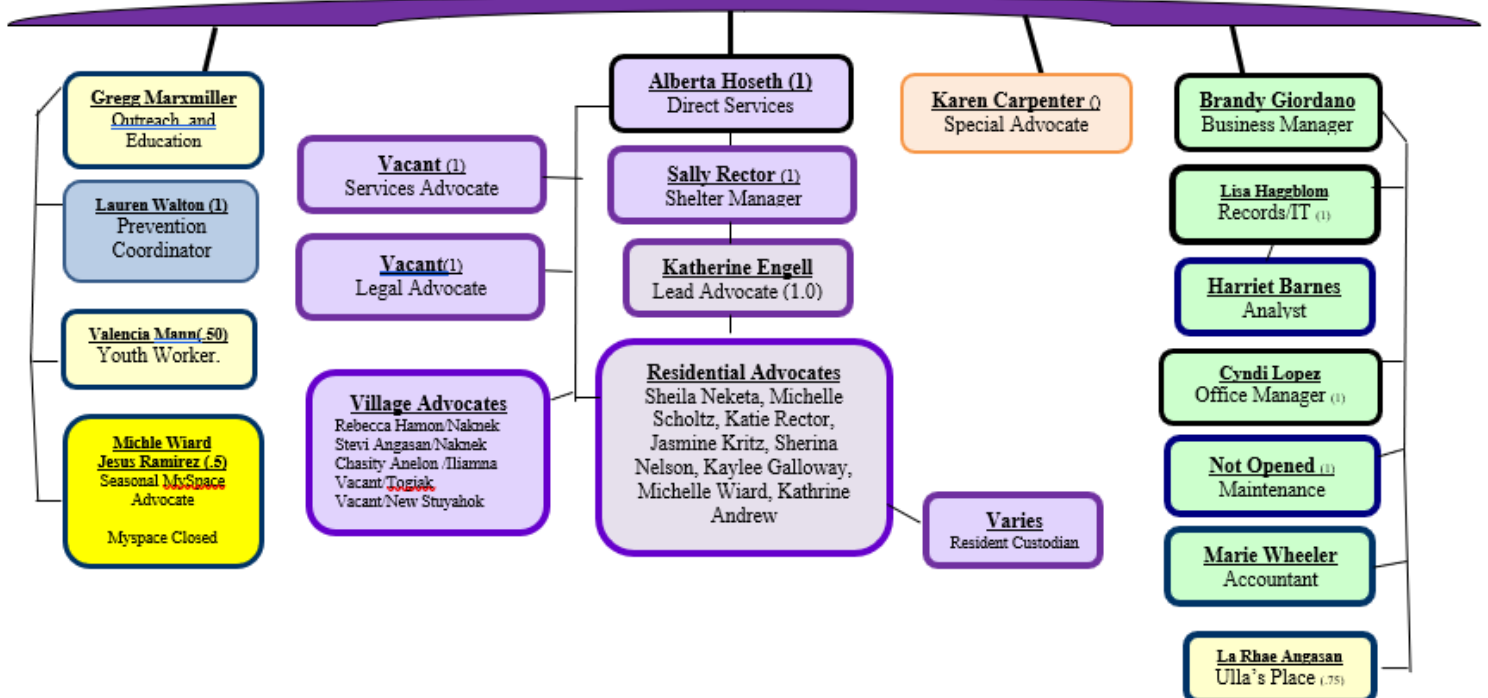 Gregg Marxmiller
Outreach and
Education
Lauren Walton (1)
Prevention
Coordinator
Valencia Mann(.50)
Youth Worker.
Michle Wiard
Jesus Ramirez (.5)
Seasonal MySpace
Advocate
Myspace Closed
Vacant (1)
Services Advocate
Vacant(1)
Legal Advocate
Village Advocates
Rebecca Hamon/Naknek
Stevi Angasan/Naknek
Chasity Anelon /Iliamna
Vacant/Togiak
Vacant/New Stuyahok
Alberta Hoseth (1)
Direct Services
Sally Rector (1)
Shelter Manager
Katherine Engell
Lead Advocate (1.0)
Residential Advocates
Sheila Neketa, Michelle
Scholtz, Katie Rector,
Jasmine Kritz, Sherina
Nelson, Kaylee Galloway,
Michelle Wiard, Kathrine
Andrew
Varies
Resident Custodian
Karen Carpenter ()
Special Advocate
Brandy Giordano
Business Manager
Lisa Haggblom
Records/IT (1)
Harriet Barnes
Analyst
Cyndi Lopez
Office Manager (1)
Not Opened (1)
Maintenance
Marie Wheeler
Accountant
La Rhae Angasan
Ulla's Place (.75)